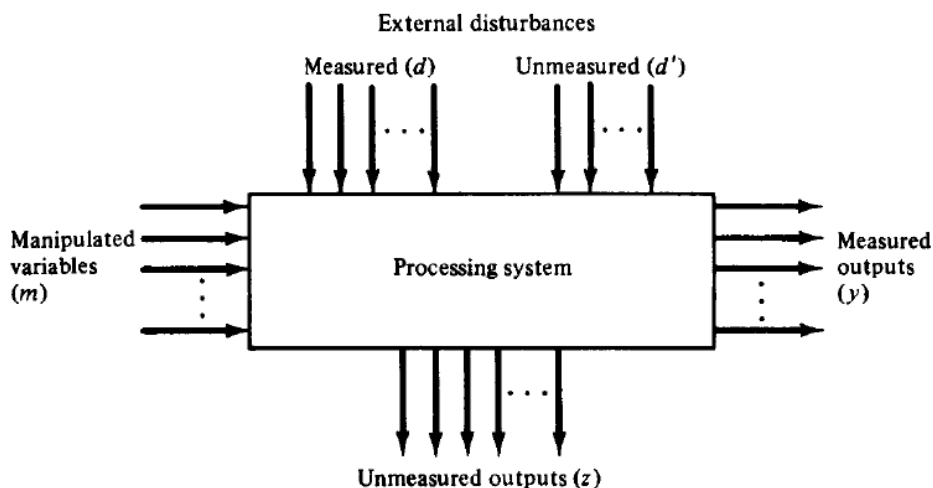 External disturbances
Measured (d)
Unmeasured (d')
Manipulated
variables
(m)
Processing system
Measured
outputs
(y)
Unmeasured outputs (z)